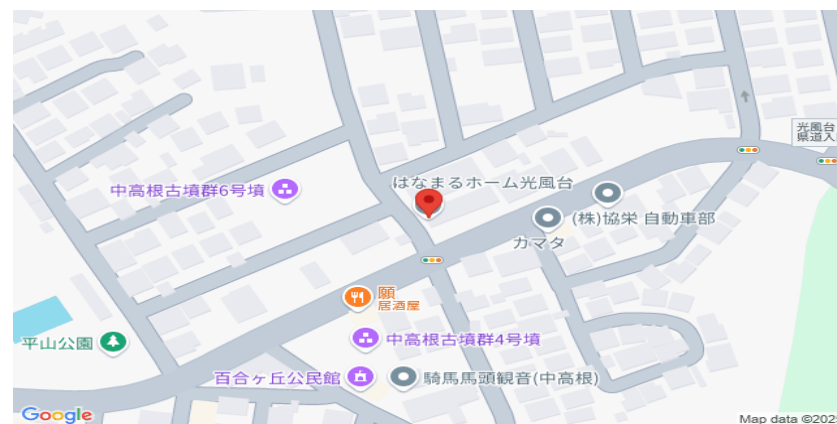 光風台
県道入
はなまるホーム光風台
中高根古墳群6号墳
(株)協栄 自動車部
カマタ
願
居酒屋
平山公園
中高根古墳群4号墳
百合ヶ丘公民館
騎馬馬頭観音(中高根)
Google
Map data ©2025